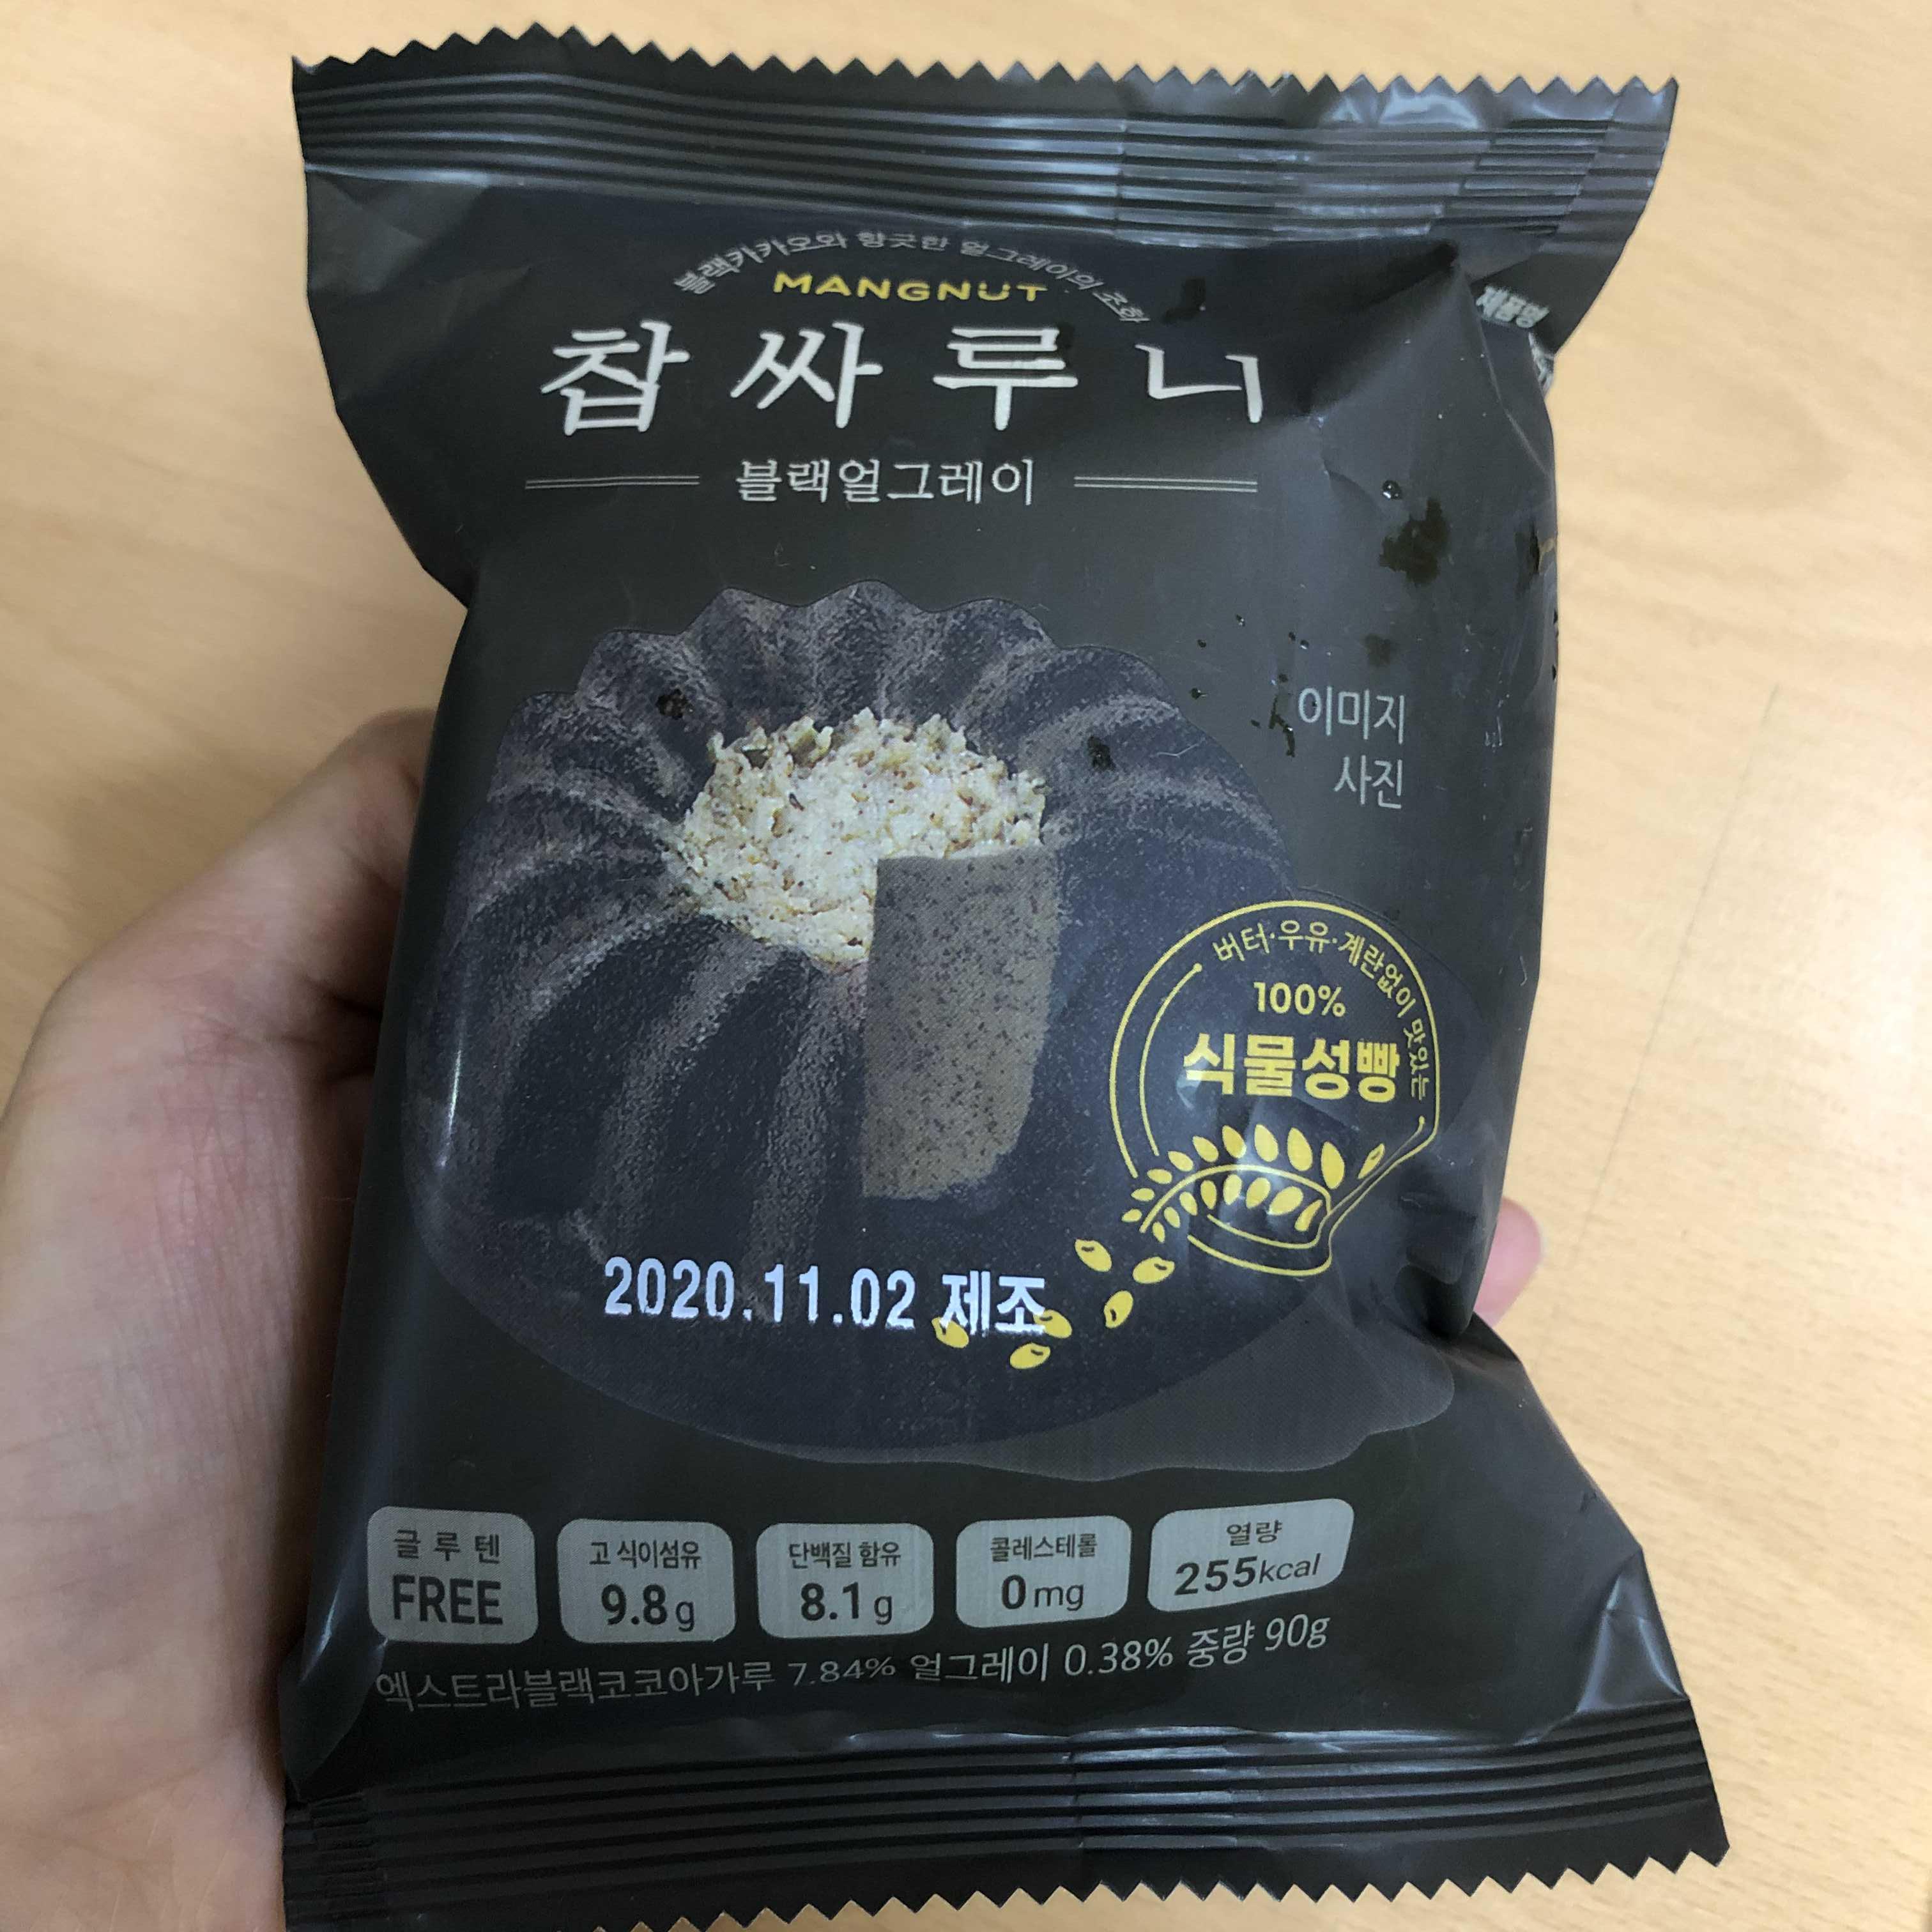 블랙카카오와 향긋한 얼그레이의 조화
MANGNUT
찹싸루니
블랙얼그레이
제품명
이미지
사진
버터·우유·계란없이 맛있는
100%
식물성빵
2020.11.02 제조
글루텐
FREE
고 식이섬유
9.8g
단백질 함유
8.1g
콜레스테롤
0mg
열량
255kcal
엑스트라블랙코코아가루 7.84% 얼그레이 0.38% 중량 90g